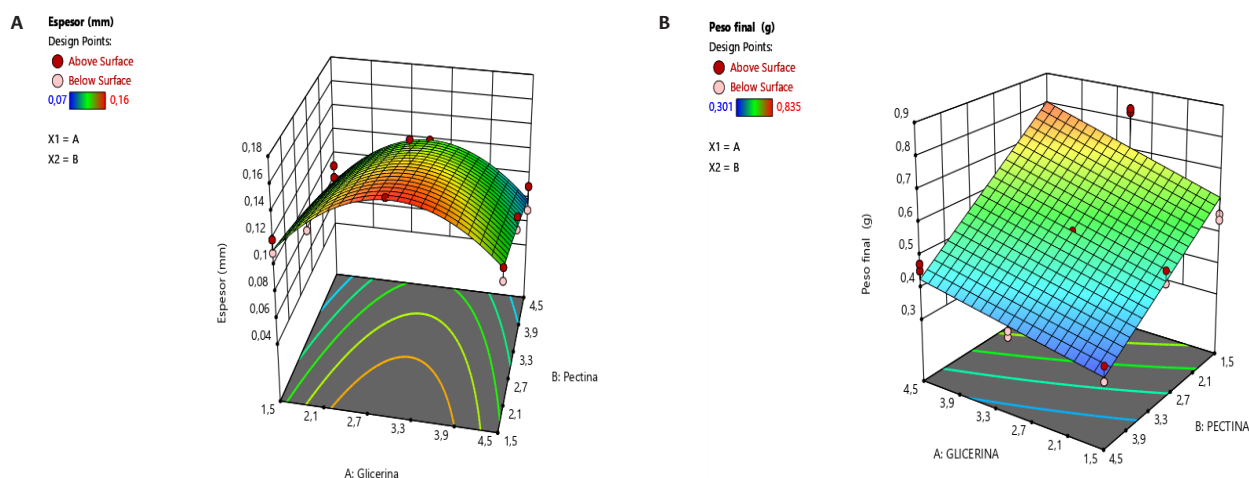 A
Espesor (mm)
Design Points:
Above Surface
Below Surface
0,07 0,16
X1 = A
X2 = B
0,18
0,16
0,14
0,12
0,1
0,08
0,06
0,04
Espesor (mm)
1,5
2,1
2,7
3,3
3,9
4,5
A: Glicerina
4,5
3,9
3,3
2,7
2,1
1,5
B: Pectina
B
Peso final (g)
Design Points:
Above Surface
Below Surface
0,301 0,835
X1 = A
X2 = B
0,9
0,8
0,7
0,6
0,5
0,4
0,3
Peso final (g)
4,5
3,9
3,3
2,7
2,1
1,5
A: GLICERINA
1,5
2,1
2,7
3,3
3,9
4,5
B: PECTINA